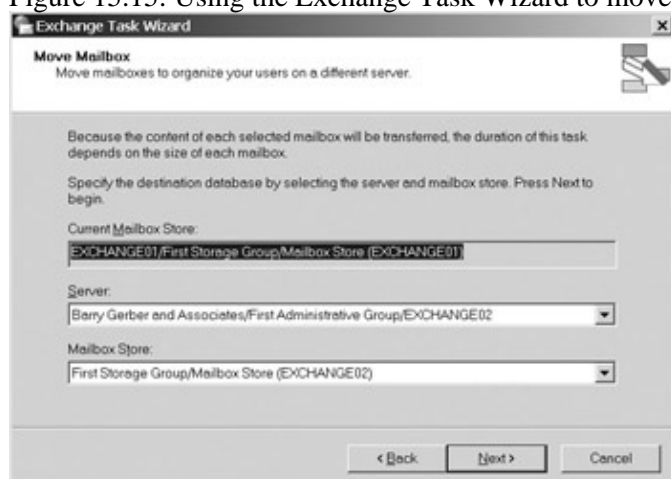 Figure 15.15: Using the Exchange Task Wizard to move
Exchange Task Wizard
Move Mailbox
Move mailboxes to organize your users on a different server.
Because the content of each selected mailbox will be transferred, the duration of this task
depends on the size of each mailbox.
Specify the destination database by selecting the server and mailbox store. Press Next to
begin.
Current Mailbox Store:
EXCHANGE01/First Storage Group/Mailbox Store (EXCHANGE01)
Server:
Barry Gerber and Associates/First Administrative Group/EXCHANGE02
Mailbox Store:
First Storage Group/Mailbox Store (EXCHANGE02)
< Back
Next >
Cancel